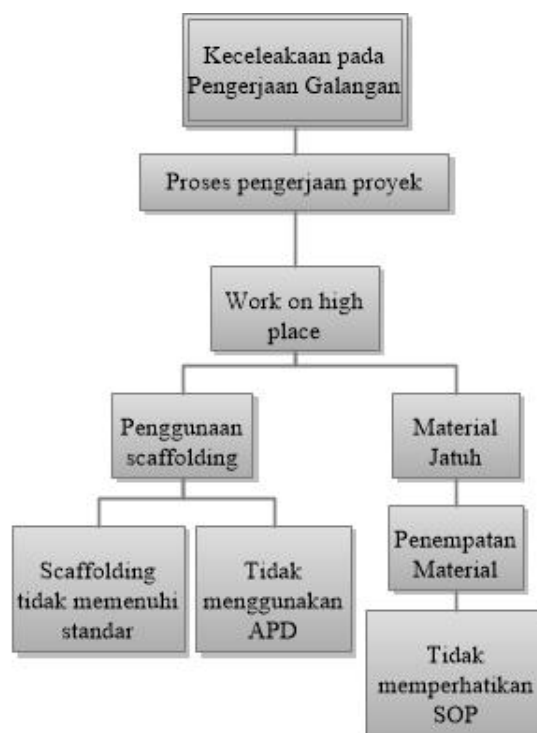 Keceleakaan pada
Pengerjaan Galangan
Proses pengerjaan proyek
Work on high
place
Penggunaan
scaffolding
Material
Jatuh
Scaffolding
tidak memenuhi
standar
Tidak
menggunakan
APD
Penempatan
Material
Tidak
memperhatikan
SOP